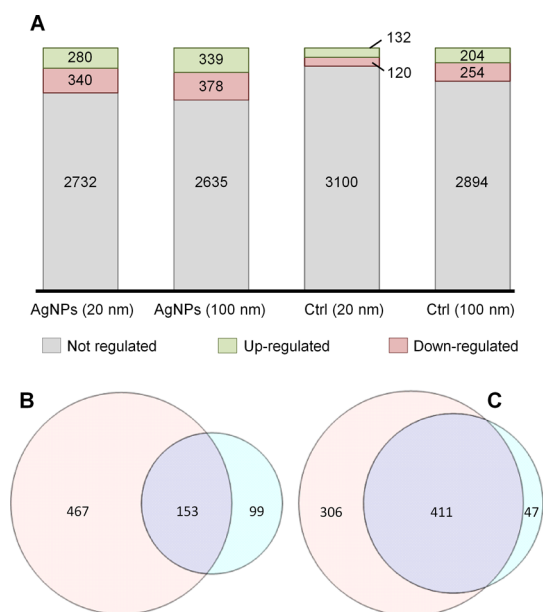 A
280
340
2732
339
378
2635
132
120
3100
204
254
2894
AgNPs (20 nm)
AgNPs (100 nm)
Ctrl (20 nm)
Ctrl (100 nm)
Not regulated
Up-regulated
Down-regulated
B
467
153
99
C
306
411
47